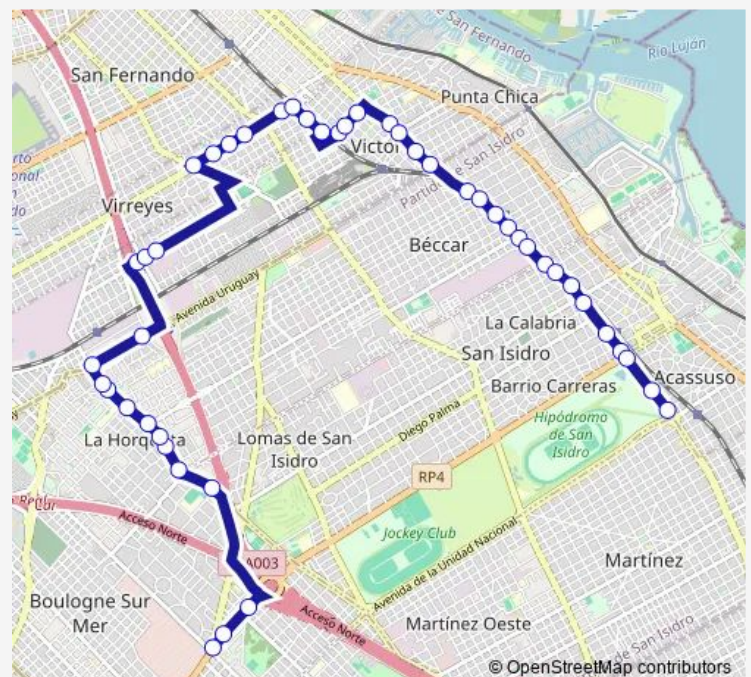 de San Fernando
Río Luján
San Fernando
Punta Chica
Victo
Partido de San Isidro
Virreyes
Béccar
Avenida Uruguay
La Calabria
San Isidro
Barrio Carreras
Acassuso
Diego Palma
Hipódromo
de San
Isidro
La Horqueta
Lomas de San
Isidro
RP4
Acceso Norte
Jockey Club
A003
Avenida de la Unidad Nacional
Martínez
Boulogne Sur
Mer
Acceso Norte
Martínez Oeste
de San Isidro
© OpenStreetMap contributors